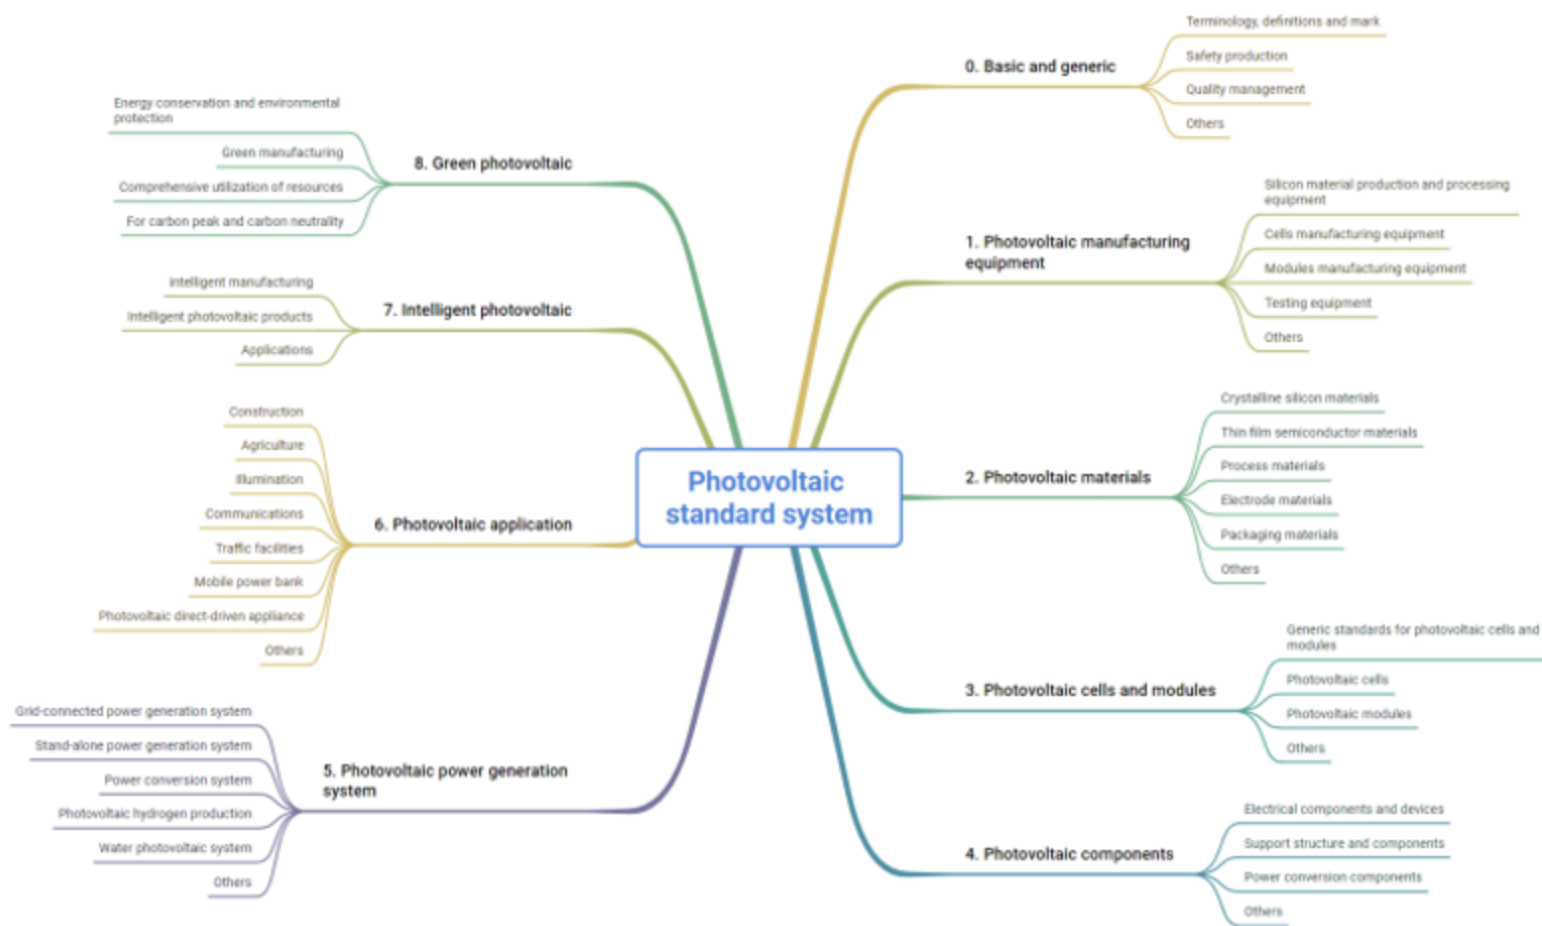 Photovoltaic
standard system
0. Basic and generic
Terminology, definitions and mark
Safety production
Quality management
Others
1. Photovoltaic manufacturing
equipment
Silicon material production and processing
equipment
Cells manufacturing equipment
Modules manufacturing equipment
Testing equipment
Others
2. Photovoltaic materials
Crystalline silicon materials
Thin film semiconductor materials
Process materials
Electrode materials
Packaging materials
Others
3. Photovoltaic cells and modules
Generic standards for photovoltaic cells and
modules
Photovoltaic cells
Photovoltaic modules
Others
4. Photovoltaic components
Electrical components and devices
Support structure and components
Power conversion components
Others
5. Photovoltaic power generation
system
Grid-connected power generation system
Stand-alone power generation system
Power conversion system
Photovoltaic hydrogen production
Water photovoltaic system
Others
6. Photovoltaic application
Construction
Agriculture
Illumination
Communications
Traffic facilities
Mobile power bank
Photovoltaic direct-driven appliance
Others
7. Intelligent photovoltaic
Intelligent manufacturing
Intelligent photovoltaic products
Applications
8. Green photovoltaic
Energy conservation and environmental
protection
Green manufacturing
Comprehensive utilization of resources
For carbon peak and carbon neutrality